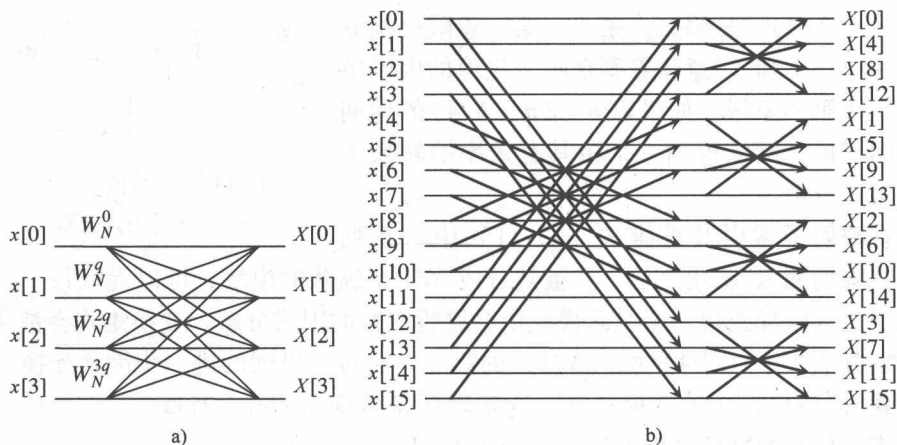 x[0]
x[1]
x[2]
x[3]
W_N^0
W_N^q
W_N^{2q}
W_N^{3q}
X[0]
X[1]
X[2]
X[3]
a)
x[0]
x[1]
x[2]
x[3]
x[4]
x[5]
x[6]
x[7]
x[8]
x[9]
x[10]
x[11]
x[12]
x[13]
x[14]
x[15]
X[0]
X[4]
X[8]
X[12]
X[1]
X[5]
X[9]
X[13]
X[2]
X[6]
X[10]
X[14]
X[3]
X[7]
X[11]
X[15]
b)